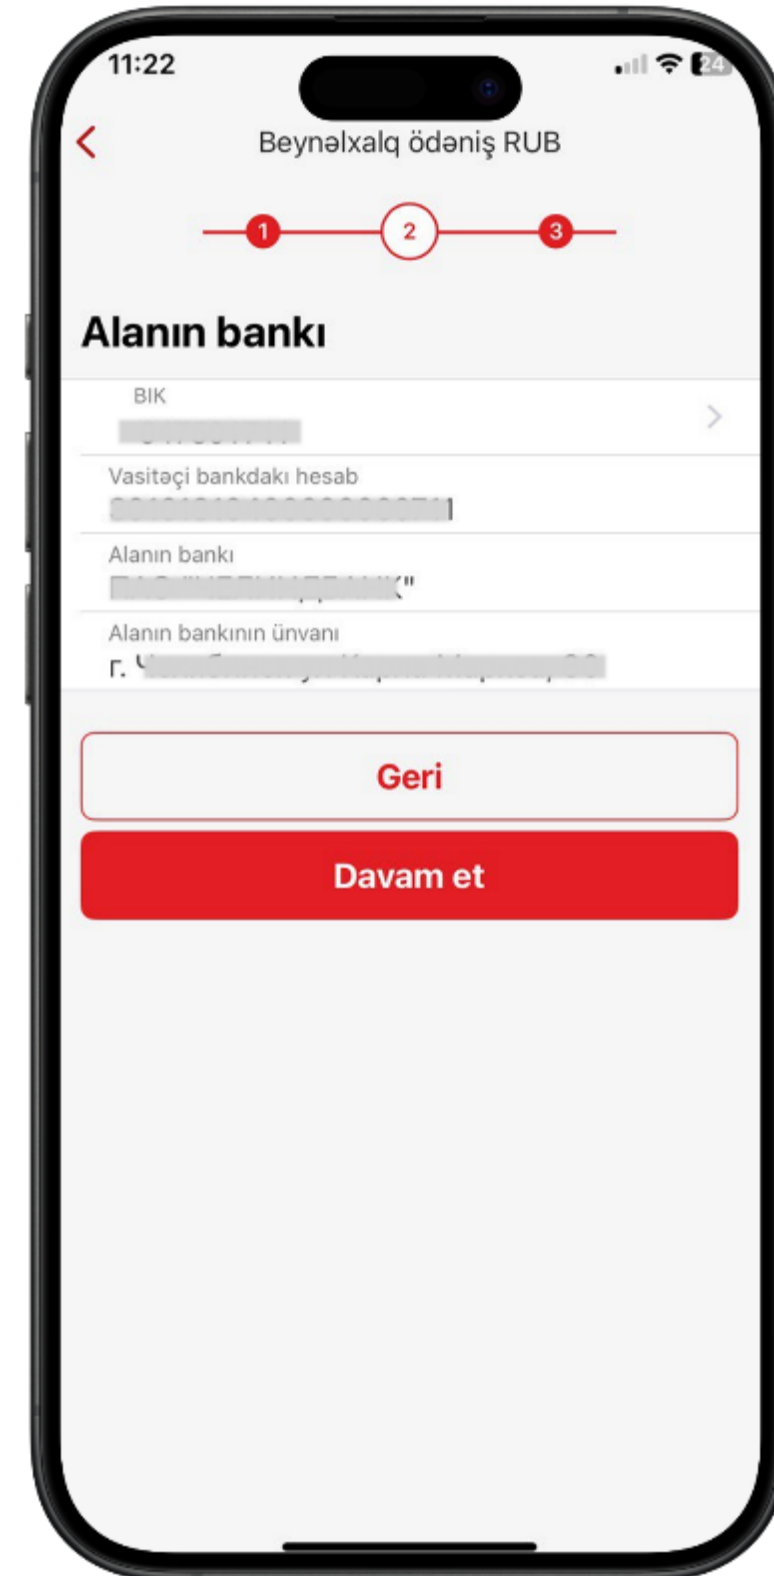 11:22
24
Beynəlxalq ödəniş RUB
1
2
3
Alanın bankı
BIK
Vasitəçi bankdakı hesab
Alanın bankı
Alanın bankının ünvanı
г.
Geri
Davam et